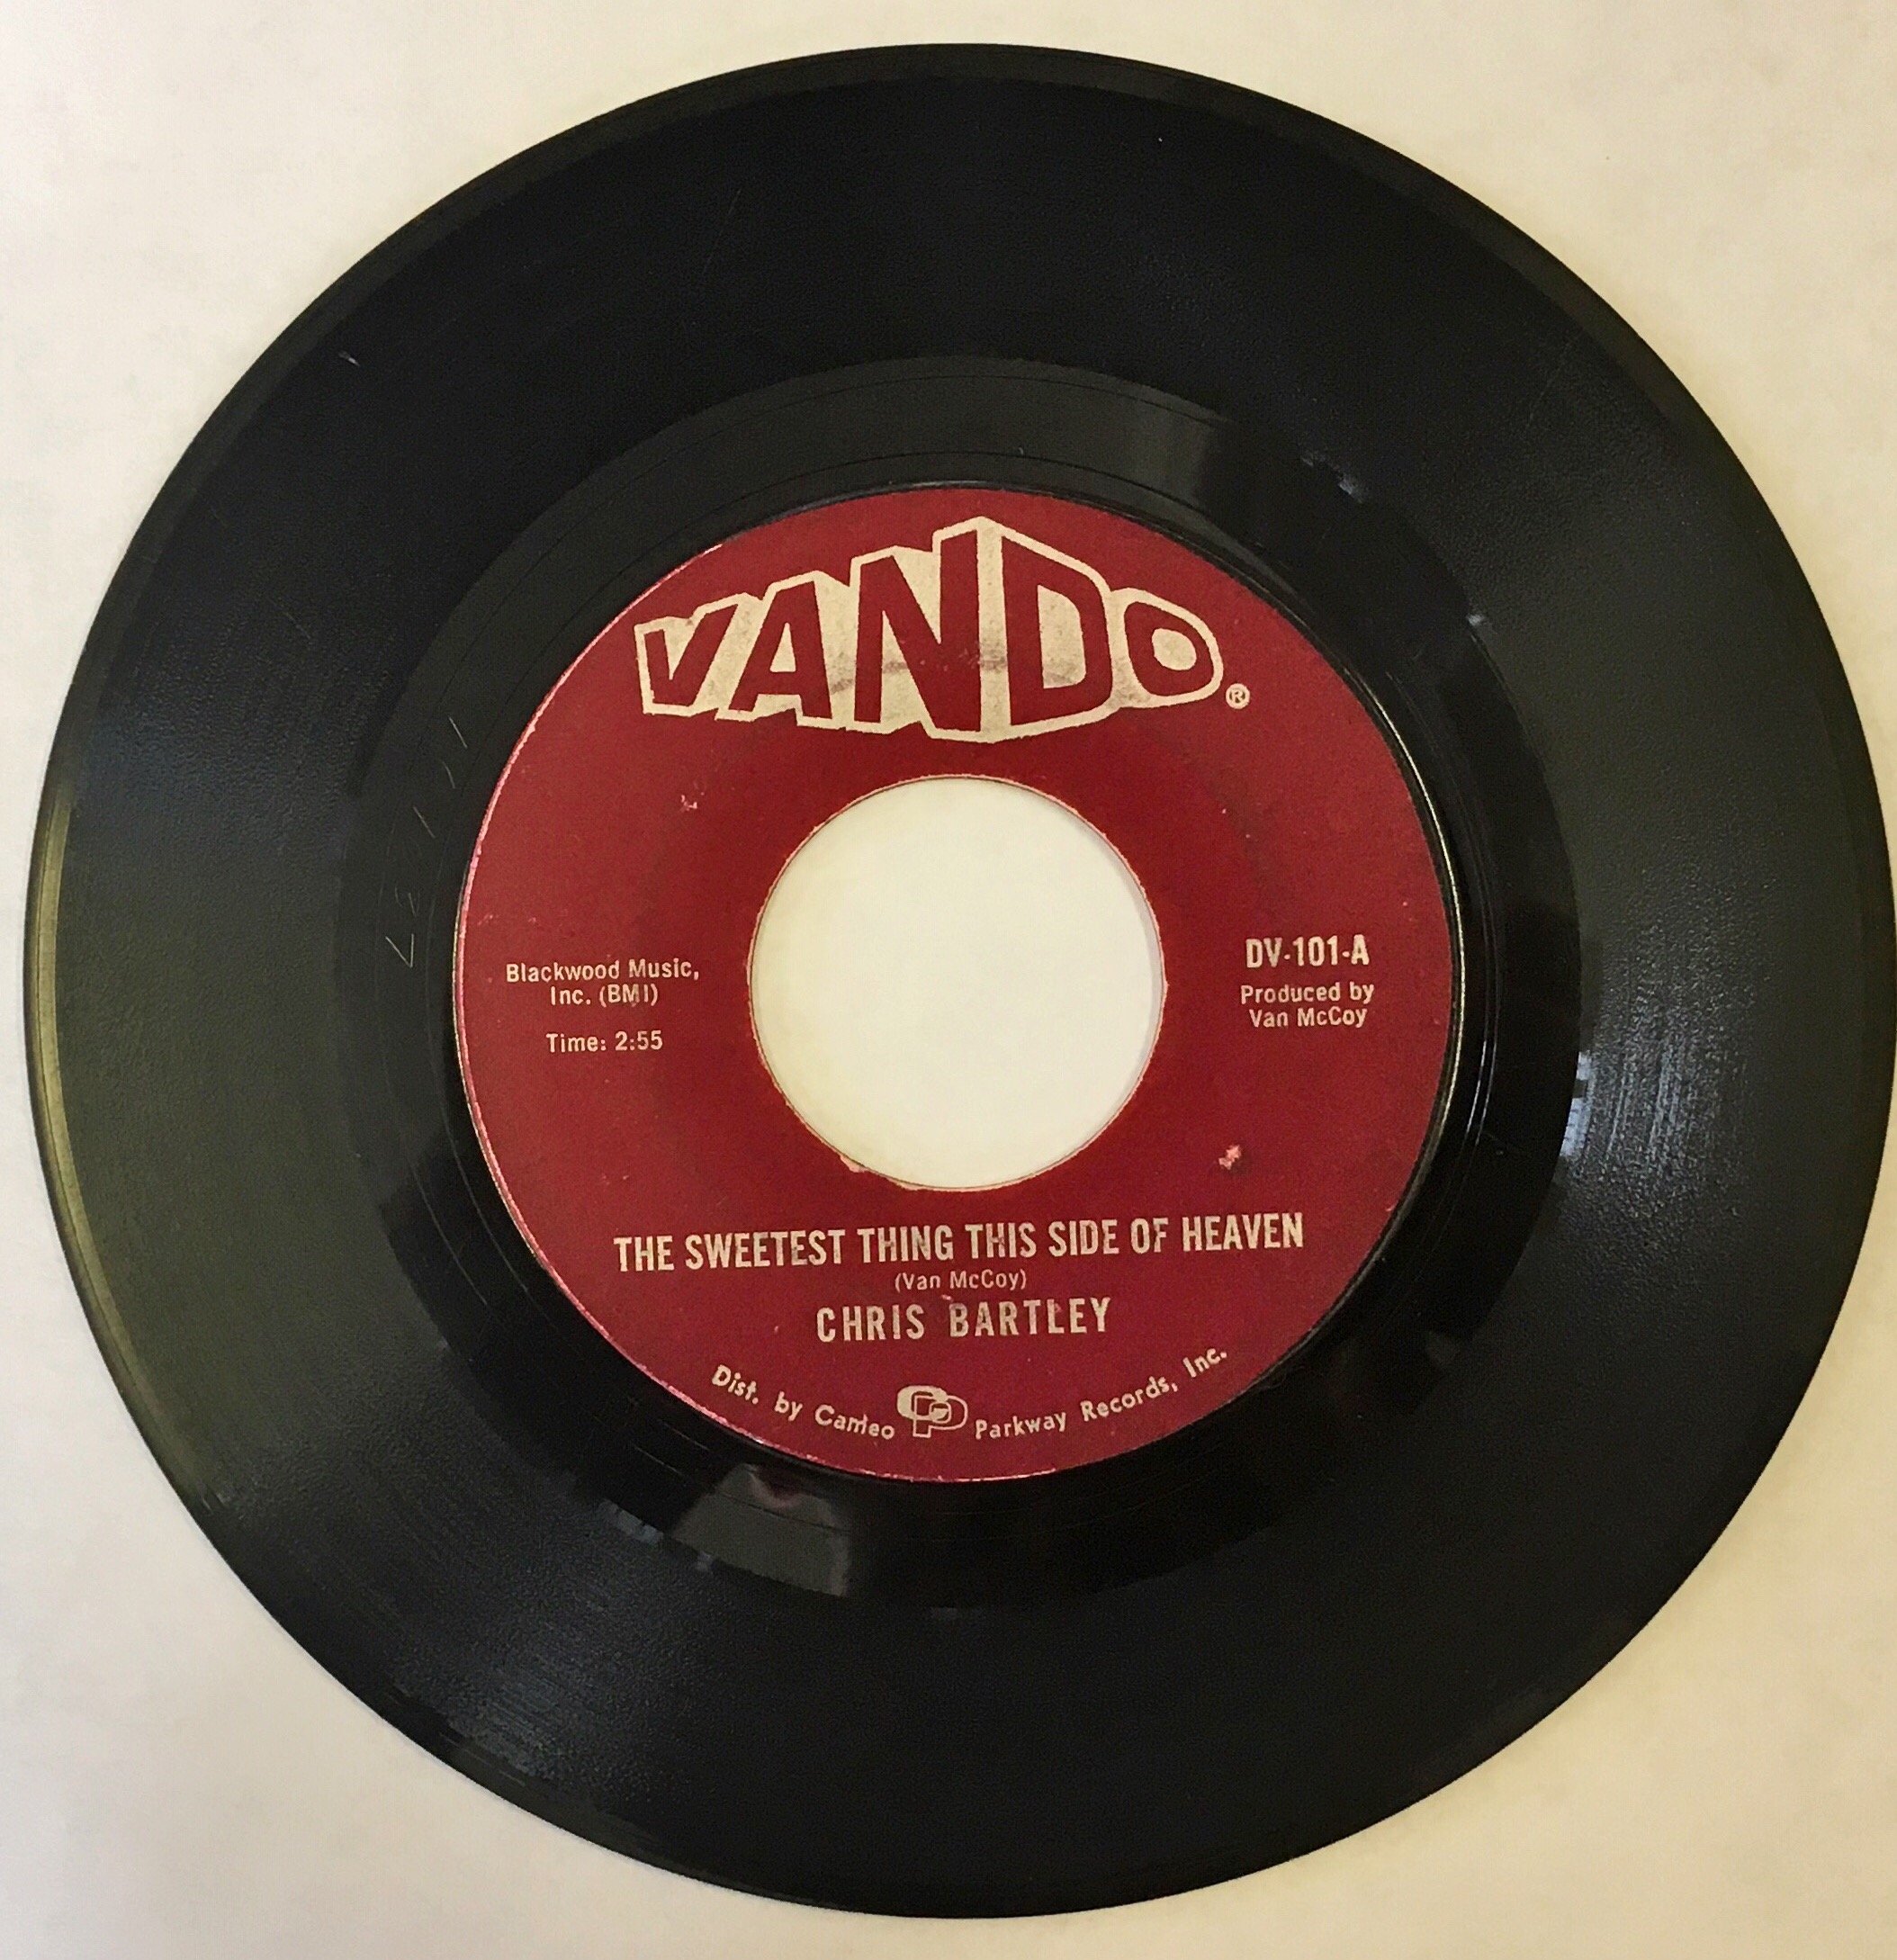 VANDO®
Blackwood Music,
Inc. (BMI)
Time: 2:55
DV-101-A
Produced by
Van McCoy
THE SWEETEST THING THIS SIDE OF HEAVEN
(Van McCoy)
CHRIS BARTLEY
Dist. by Cameo CP Parkway Records, Inc.